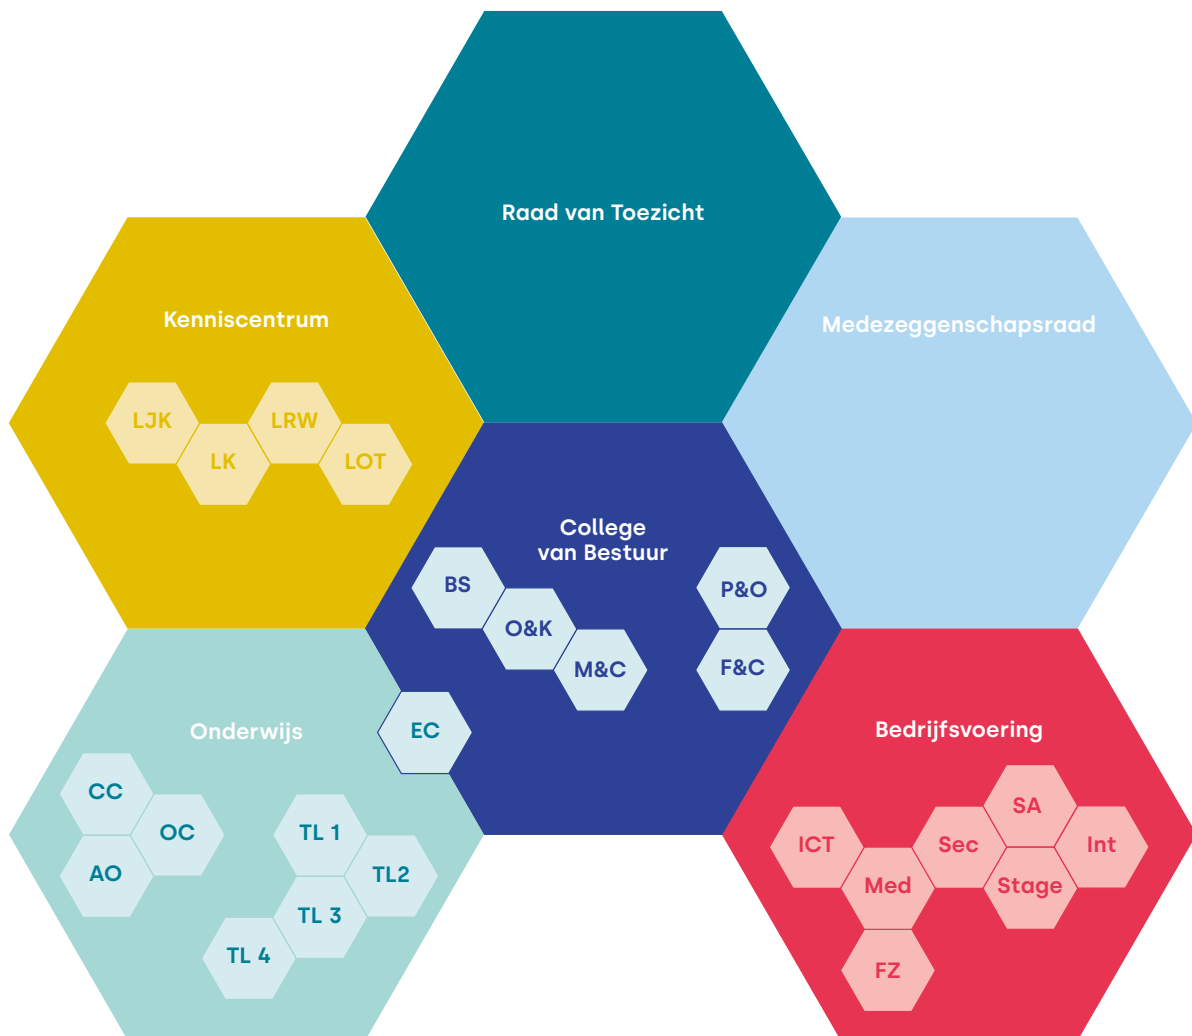 Raad van Toezicht
Kenniscentrum
LJK
LK
LRW
LOT
Medezeggenschapsraad
College
van Bestuur
BS
O&K
M&C
P&O
F&C
EC
Onderwijs
CC
OC
AO
TL 1
TL2
TL 3
TL 4
Bedrijfsvoering
ICT
Med
Sec
SA
Int
Stage
FZ